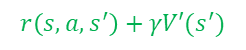 r(s, a, s′) + γV′(s′)